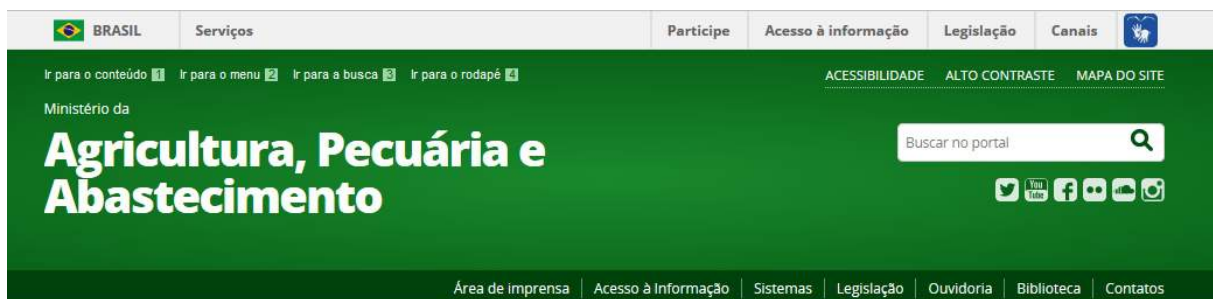 BRASIL Serviços Participe Acesso à informação Legislação Canais
Ir para o conteúdo 1 Ir para o menu 2 Ir para a busca 3 Ir para o rodapé 4 ACESSIBILIDADE ALTO CONTRASTE MAPA DO SITE
Ministério da
Agricultura, Pecuária e
Abastecimento
Buscar no portal
You Tube
Área de imprensa Acesso à Informação Sistemas Legislação Ouvidoria Biblioteca Contatos